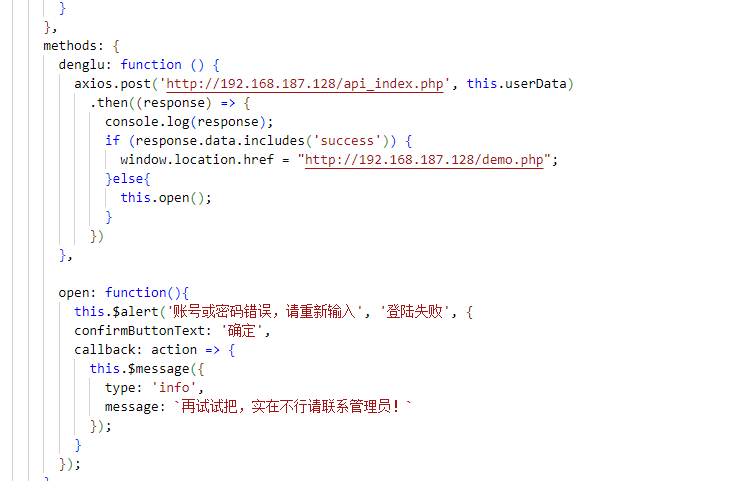 }
},
methods: {
denglu: function () {
axios.post('http://192.168.187.128/api_index.php', this.userData)
.then((response) => {
console.log(response);
if (response.data.includes('success')) {
window.location.href = "http://192.168.187.128/demo.php";
}else{
this.open();
}
})
},
open: function(){
this.$alert('账号或密码错误，请重新输入', '登陆失败', {
confirmButtonText: '确定',
callback: action => {
this.$message({
type: 'info',
message: `再试试把，实在不行请联系管理员！`
});
}
});